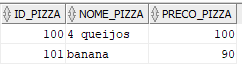 ID_PIZZA NOME_PIZZA PRECO_PIZZA
100 4 queijos 100
101 banana 90